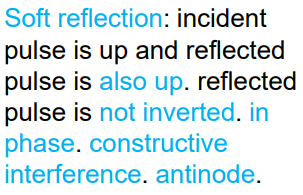 Soft reflection: incident
pulse is up and reflected
pulse is also up. reflected
pulse is not inverted. in
phase. constructive
interference. antinode.